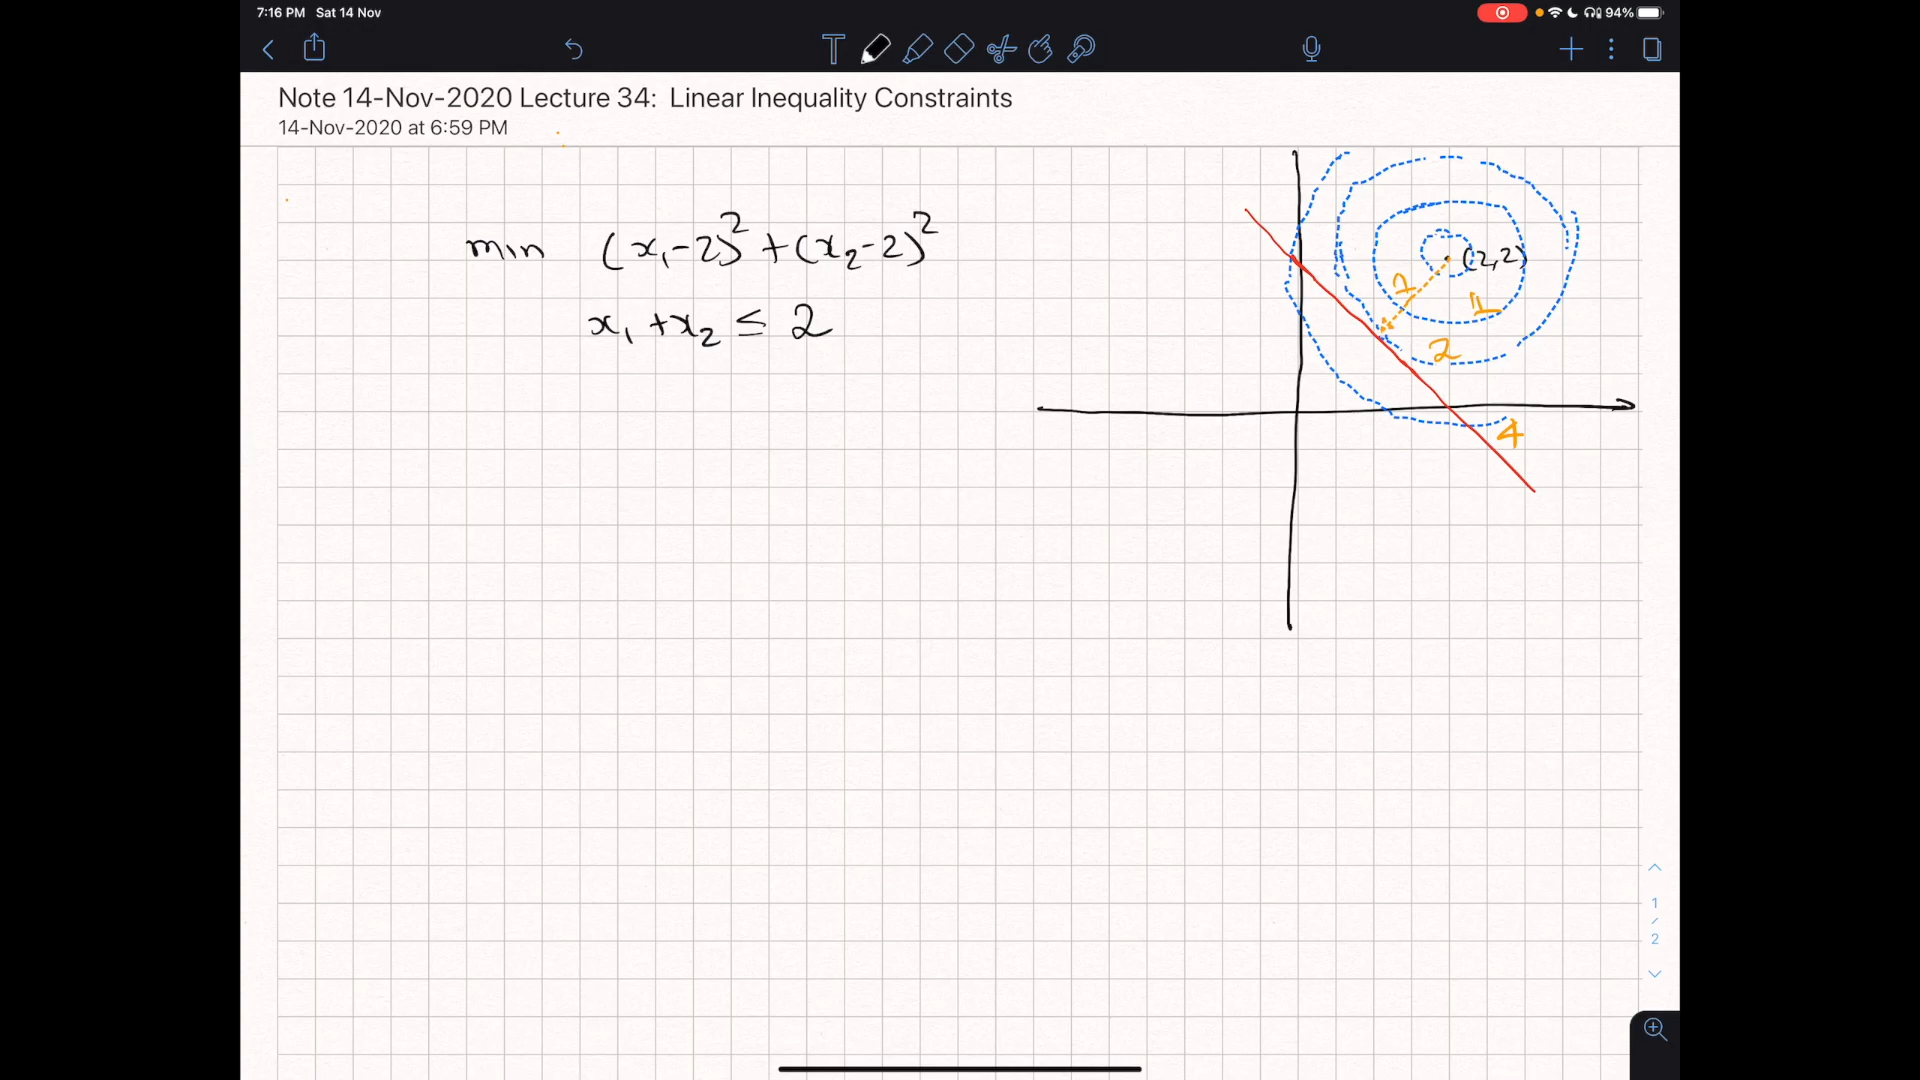 7:16 PM Sat 14 Nov
94%
Note 14-Nov-2020 Lecture 34: Linear Inequality Constraints
14-Nov-2020 at 6:59 PM
min (x₁-2)² + (x₂-2)²
x₁ + x₂ ≤ 2
(2,2)
1
2
4
1
/
2